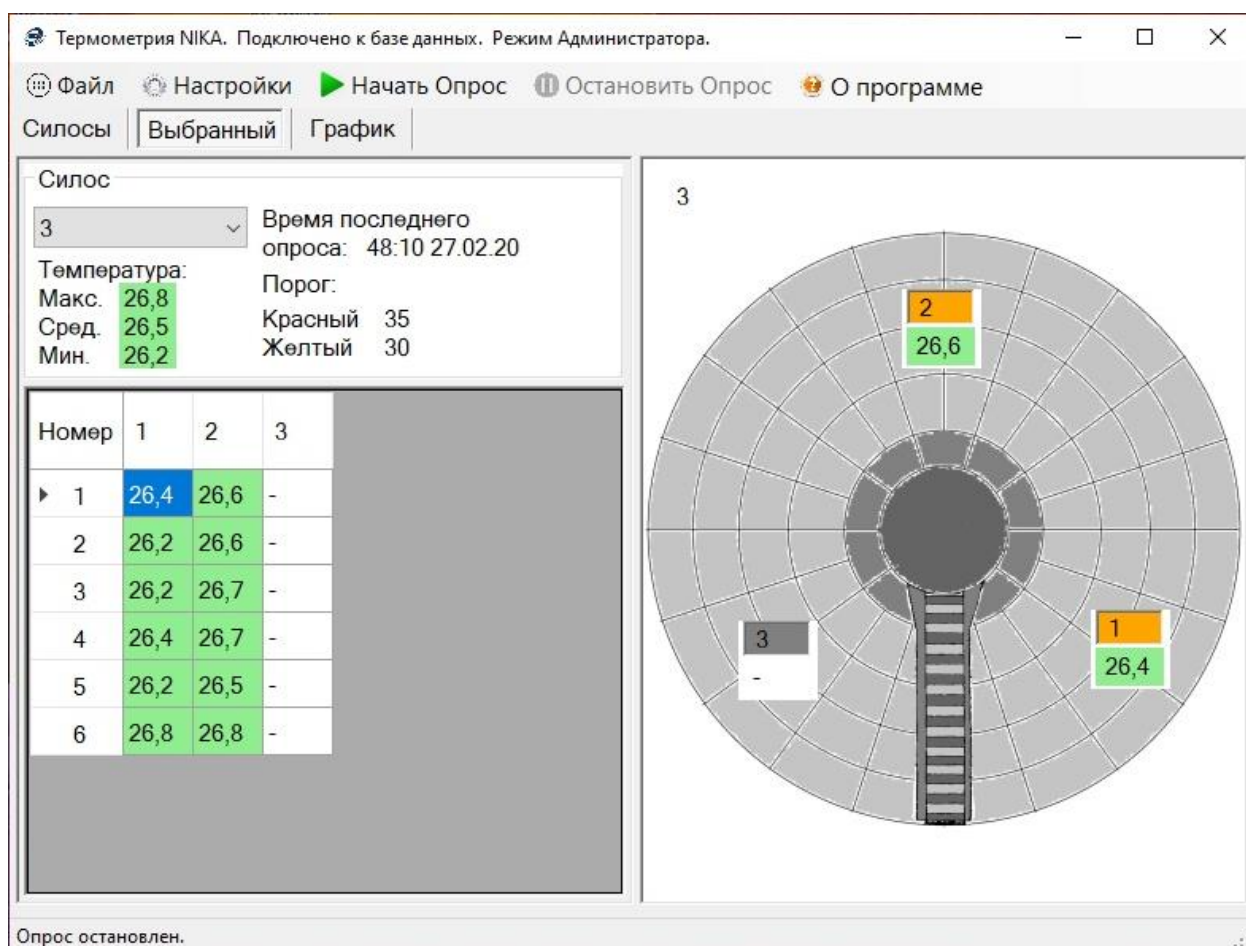 Термометрия NIKA. Подключено к базе данных. Режим Администратора.
Файл Настройки Начать Опрос Остановить Опрос О программе
Силосы Выбранный График
Силос
3
Время последнего
опроса: 48:10 27.02.20
Температура:
Макс. 26,8
Сред. 26,5
Мин. 26,2
Порог:
Красный 35
Желтый 30
Номер 1 2 3
1 26,4 26,6 -
2 26,2 26,6 -
3 26,2 26,7 -
4 26,4 26,7 -
5 26,2 26,5 -
6 26,8 26,8 -
3
2
26,6
1
26,4
3
-
Опрос остановлен.